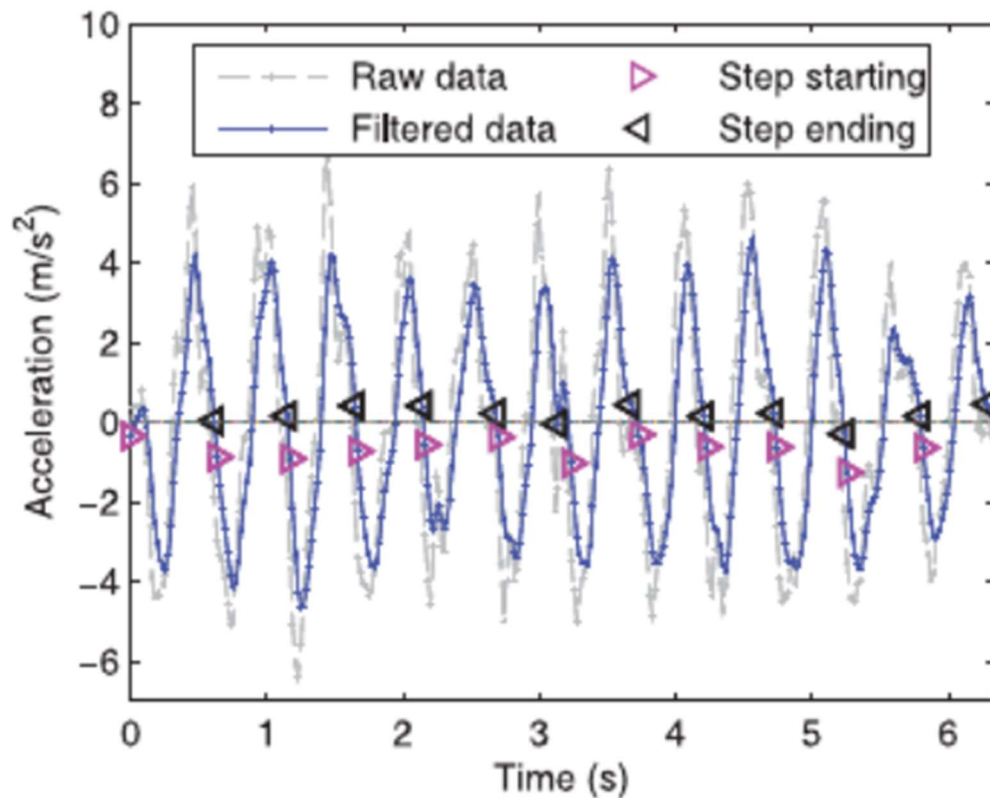 10
8
6
4
2
0
−2
−4
−6
Acceleration (m/s²)
Raw data
Step starting
Filtered data
Step ending
0 1 2 3 4 5 6
Time (s)